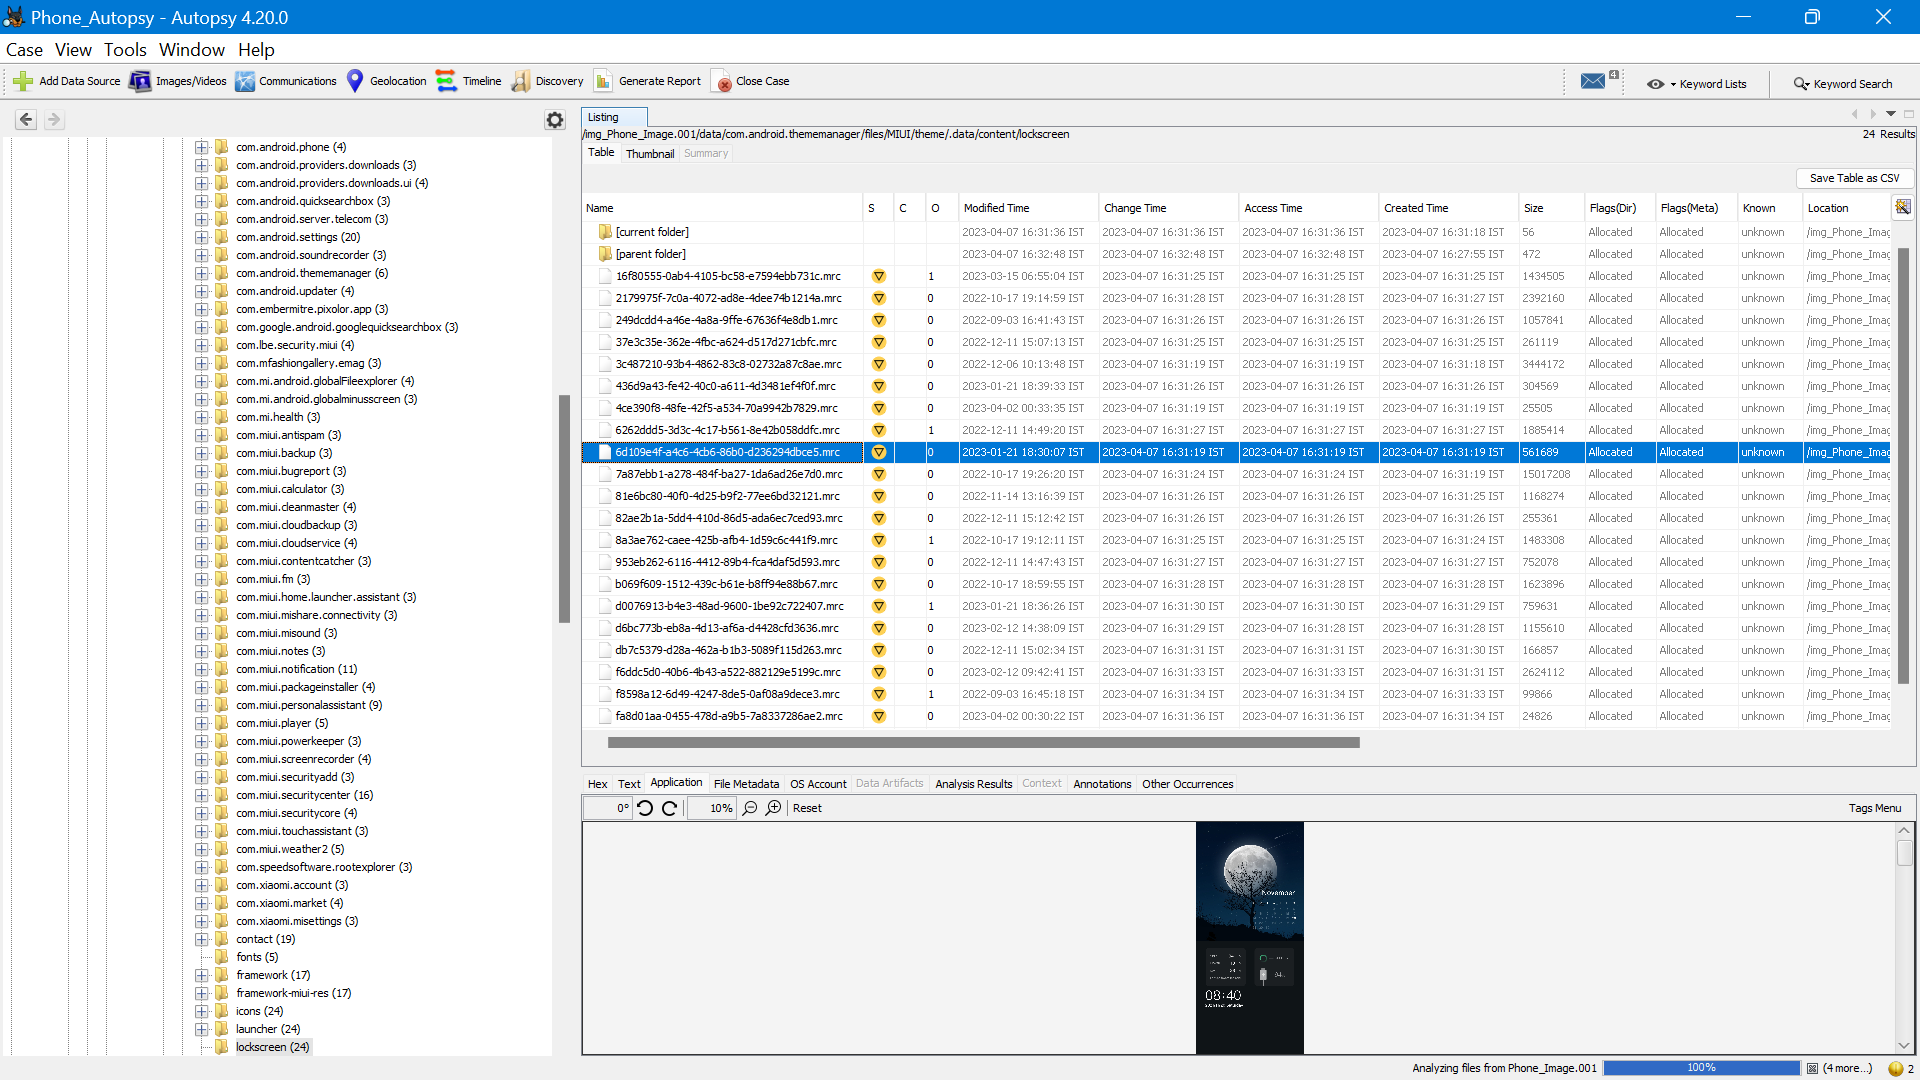 Phone_Autopsy - Autopsy 4.20.0
Case View Tools Window Help
Add Data Source Images/Videos Communications Geolocation Timeline Discovery Generate Report Close Case 4 Keyword Lists Keyword Search
com.android.phone (4)
com.android.providers.downloads (3)
com.android.providers.downloads.ui (4)
com.android.quicksearchbox (3)
com.android.server.telecom (3)
com.android.settings (20)
com.android.soundrecorder (3)
com.android.thememanager (6)
com.android.updater (4)
com.embermitre.pixolor.app (3)
com.google.android.googlequicksearchbox (3)
com.lbe.security.miui (4)
com.mfashiongallery.emag (3)
com.mi.android.globalFileexplorer (4)
com.mi.android.globalminusscreen (3)
com.mi.health (3)
com.miui.antispam (3)
com.miui.backup (3)
com.miui.bugreport (3)
com.miui.calculator (3)
com.miui.cleanmaster (4)
com.miui.cloudbackup (3)
com.miui.cloudservice (4)
com.miui.contentcatcher (3)
com.miui.fm (3)
com.miui.home.launcher.assistant (3)
com.miui.mishare.connectivity (3)
com.miui.misound (3)
com.miui.notes (3)
com.miui.notification (11)
com.miui.packageinstaller (4)
com.miui.personalassistant (9)
com.miui.player (5)
com.miui.powerkeeper (3)
com.miui.screenrecorder (4)
com.miui.securityadd (3)
com.miui.securitycenter (16)
com.miui.securitycore (4)
com.miui.touchassistant (3)
com.miui.weather2 (5)
com.speedsoftware.rootexplorer (3)
com.xiaomi.account (3)
com.xiaomi.market (4)
com.xiaomi.misettings (3)
contact (19)
fonts (5)
framework (17)
framework-miui-res (17)
icons (24)
launcher (24)
lockscreen (24)
Listing
/img_Phone_Image.001/data/com.android.thememanager/files/MIUI/theme/.data/content/lockscreen 24 Results
Table Thumbnail Summary
Save Table as CSV
Name S C O Modified Time Change Time Access Time Created Time Size Flags(Dir) Flags(Meta) Known Location
[current folder] 2023-04-07 16:31:36 IST 2023-04-07 16:31:36 IST 2023-04-07 16:31:36 IST 2023-04-07 16:31:18 IST 56 Allocated Allocated unknown /img_Phone_Imag
[parent folder] 2023-04-07 16:32:48 IST 2023-04-07 16:32:48 IST 2023-04-07 16:32:48 IST 2023-04-07 16:27:55 IST 472 Allocated Allocated unknown /img_Phone_Imag
16f80555-0ab4-4105-bc58-e7594ebb731c.mrc 1 2023-03-15 06:55:04 IST 2023-04-07 16:31:25 IST 2023-04-07 16:31:25 IST 2023-04-07 16:31:25 IST 1434505 Allocated Allocated unknown /img_Phone_Imag
2179975f-7c0a-4072-ad8e-4dee74b1214a.mrc 0 2022-10-17 19:14:59 IST 2023-04-07 16:31:28 IST 2023-04-07 16:31:28 IST 2023-04-07 16:31:27 IST 2392160 Allocated Allocated unknown /img_Phone_Imag
249dcdd4-a46e-4a8a-9ffe-67636f4e8db1.mrc 0 2022-09-03 16:41:43 IST 2023-04-07 16:31:26 IST 2023-04-07 16:31:26 IST 2023-04-07 16:31:26 IST 1057841 Allocated Allocated unknown /img_Phone_Imag
37e3c35e-362e-4fbc-a624-d517d271cbfc.mrc 0 2022-12-11 15:07:13 IST 2023-04-07 16:31:25 IST 2023-04-07 16:31:25 IST 2023-04-07 16:31:25 IST 261119 Allocated Allocated unknown /img_Phone_Imag
3c487210-93b4-4862-83c8-02732a87c8ae.mrc 0 2022-12-06 10:13:48 IST 2023-04-07 16:31:19 IST 2023-04-07 16:31:19 IST 2023-04-07 16:31:18 IST 3444172 Allocated Allocated unknown /img_Phone_Imag
436d9a43-fe42-40c0-a611-4d3481ef4f0f.mrc 0 2023-01-21 18:39:33 IST 2023-04-07 16:31:26 IST 2023-04-07 16:31:26 IST 2023-04-07 16:31:26 IST 304569 Allocated Allocated unknown /img_Phone_Imag
4ce390f8-48fe-42f5-a534-70a9942b7829.mrc 0 2023-04-02 00:33:35 IST 2023-04-07 16:31:19 IST 2023-04-07 16:31:19 IST 2023-04-07 16:31:19 IST 25505 Allocated Allocated unknown /img_Phone_Imag
6262ddd5-3d3c-4c17-b561-8e42b058ddfc.mrc 1 2022-12-11 14:49:20 IST 2023-04-07 16:31:27 IST 2023-04-07 16:31:27 IST 2023-04-07 16:31:27 IST 1885414 Allocated Allocated unknown /img_Phone_Imag
6d109e4f-a4c6-4cb6-86b0-d236294dbce5.mrc 0 2023-01-21 18:30:07 IST 2023-04-07 16:31:19 IST 2023-04-07 16:31:19 IST 2023-04-07 16:31:19 IST 561689 Allocated Allocated unknown /img_Phone_Imag
7a87ebb1-a278-484f-ba27-1da6ad26e7d0.mrc 0 2022-10-17 19:26:20 IST 2023-04-07 16:31:24 IST 2023-04-07 16:31:24 IST 2023-04-07 16:31:19 IST 15017208 Allocated Allocated unknown /img_Phone_Imag
81e6bc80-40f0-4d25-b9f2-77ee6bd32121.mrc 0 2022-11-14 13:16:39 IST 2023-04-07 16:31:26 IST 2023-04-07 16:31:26 IST 2023-04-07 16:31:25 IST 1168274 Allocated Allocated unknown /img_Phone_Imag
82ae2b1a-5dd4-410d-86d5-ada6ec7ced93.mrc 0 2022-12-11 15:12:42 IST 2023-04-07 16:31:26 IST 2023-04-07 16:31:26 IST 2023-04-07 16:31:26 IST 255361 Allocated Allocated unknown /img_Phone_Imag
8a3ae762-caee-425b-afb4-1d59c6c441f9.mrc 1 2022-10-17 19:12:11 IST 2023-04-07 16:31:25 IST 2023-04-07 16:31:25 IST 2023-04-07 16:31:24 IST 1483308 Allocated Allocated unknown /img_Phone_Imag
953eb262-6116-4412-89b4-fca4daf5d593.mrc 0 2022-12-11 14:47:43 IST 2023-04-07 16:31:27 IST 2023-04-07 16:31:27 IST 2023-04-07 16:31:27 IST 752078 Allocated Allocated unknown /img_Phone_Imag
b069f609-1512-439c-b61e-b8ff94e88b67.mrc 0 2022-10-17 18:59:55 IST 2023-04-07 16:31:28 IST 2023-04-07 16:31:28 IST 2023-04-07 16:31:28 IST 1623896 Allocated Allocated unknown /img_Phone_Imag
d0076913-b4e3-48ad-9600-1be92c722407.mrc 1 2023-01-21 18:36:26 IST 2023-04-07 16:31:30 IST 2023-04-07 16:31:30 IST 2023-04-07 16:31:29 IST 759631 Allocated Allocated unknown /img_Phone_Imag
d6bc773b-eb8a-4d13-af6a-d4428cfd3636.mrc 0 2023-02-12 14:38:09 IST 2023-04-07 16:31:29 IST 2023-04-07 16:31:28 IST 2023-04-07 16:31:28 IST 1155610 Allocated Allocated unknown /img_Phone_Imag
db7c5379-d28a-462a-b1b3-5089f115d263.mrc 0 2022-12-11 15:02:34 IST 2023-04-07 16:31:31 IST 2023-04-07 16:31:31 IST 2023-04-07 16:31:30 IST 166857 Allocated Allocated unknown /img_Phone_Imag
f6ddc5d0-40b6-4b43-a522-882129e5199c.mrc 0 2023-02-12 09:42:41 IST 2023-04-07 16:31:33 IST 2023-04-07 16:31:33 IST 2023-04-07 16:31:31 IST 2624112 Allocated Allocated unknown /img_Phone_Imag
f8598a12-6d49-4247-8de5-0af08a9dece3.mrc 1 2022-09-03 16:45:18 IST 2023-04-07 16:31:34 IST 2023-04-07 16:31:33 IST 2023-04-07 16:31:33 IST 99866 Allocated Allocated unknown /img_Phone_Imag
fa8d01aa-0455-478d-a9b5-7a8337286ae2.mrc 0 2023-04-02 00:30:22 IST 2023-04-07 16:31:36 IST 2023-04-07 16:31:36 IST 2023-04-07 16:31:34 IST 24826 Allocated Allocated unknown /img_Phone_Imag
Hex Text Application File Metadata OS Account Data Artifacts Analysis Results Context Annotations Other Occurrences
0° 10% Reset Tags Menu
November
08:40
Analyzing files from Phone_Image.001 100% (4 more...) 2